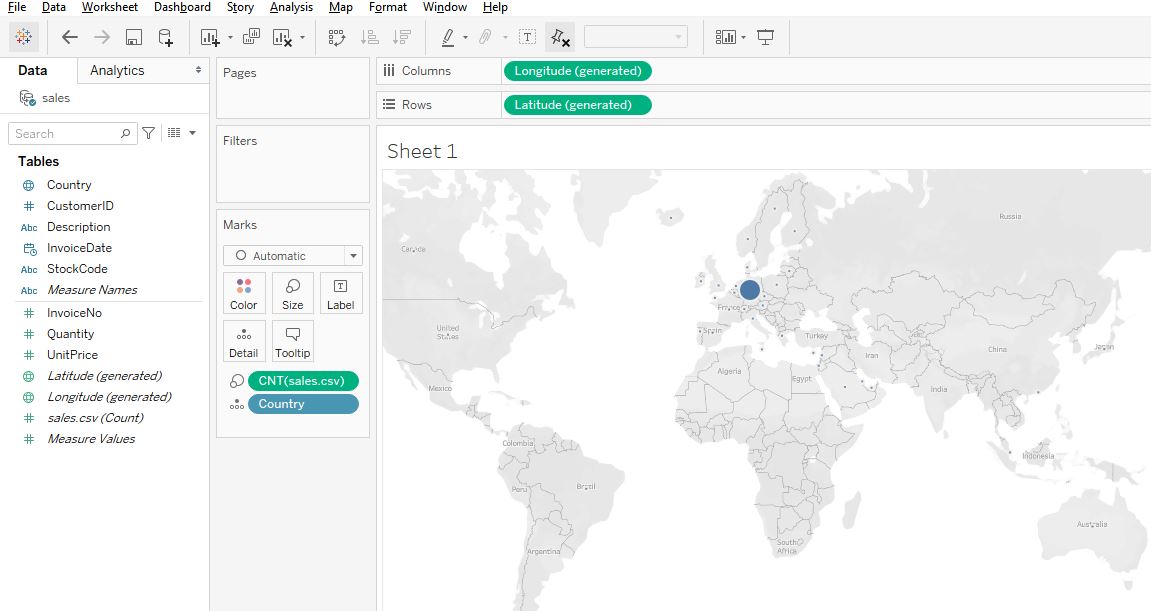 File Data Worksheet Dashboard Story Analysis Map Format Window Help
Data
Analytics
sales
Search
Tables
Country
# CustomerID
Abc Description
InvoiceDate
Abc StockCode
Abc Measure Names
# InvoiceNo
# Quantity
# UnitPrice
Latitude (generated)
Longitude (generated)
# sales.csv (Count)
# Measure Values
Pages
Filters
Marks
Automatic
Color Size Label
Detail Tooltip
CNT(sales.csv)
Country
Columns Longitude (generated)
Rows Latitude (generated)
Sheet 1
Russia
Canada
France
United
States
Spain
Turkey
Japan
China
Iran
Algeria
Egypt
Mexico
India
Colombia
Indonesia
Peru
Brazil
Australia
South
Africa
Argentina